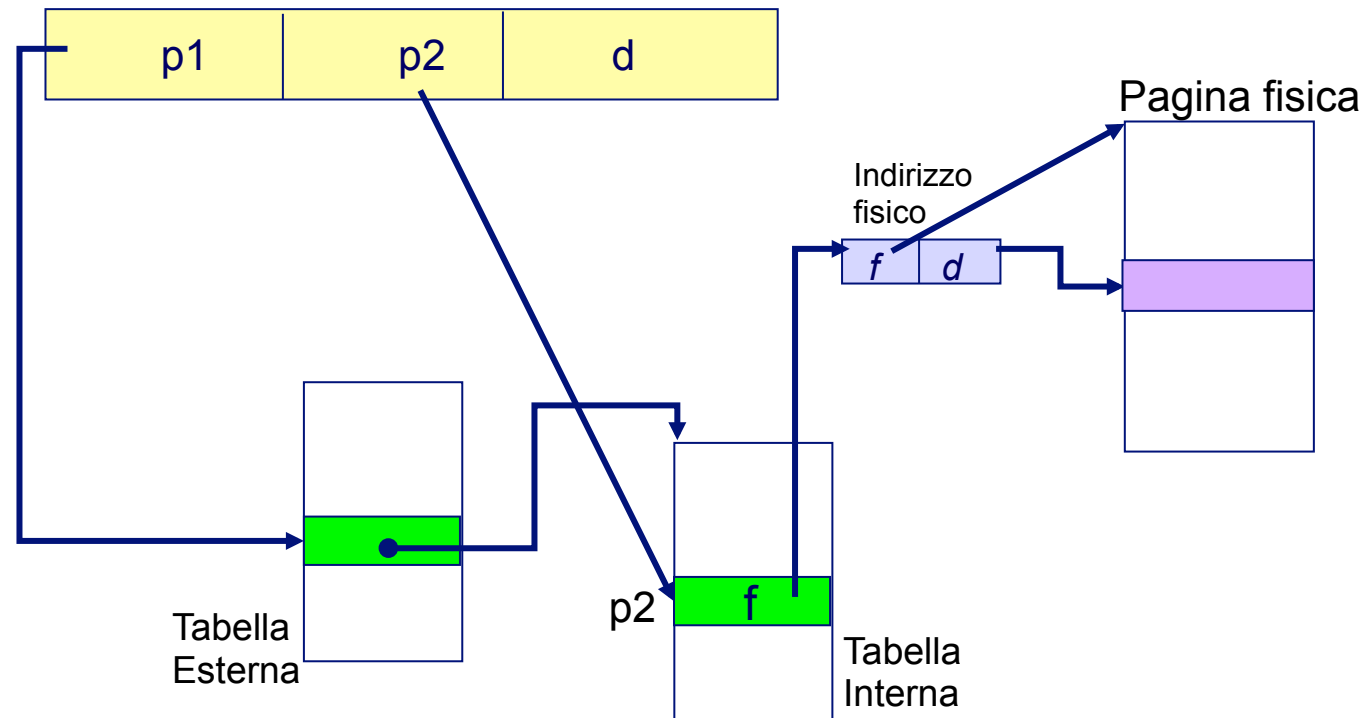 p1 p2 d
Pagina fisica
Indirizzo
fisico
f d
p2 f
Tabella
Esterna
Tabella
Interna